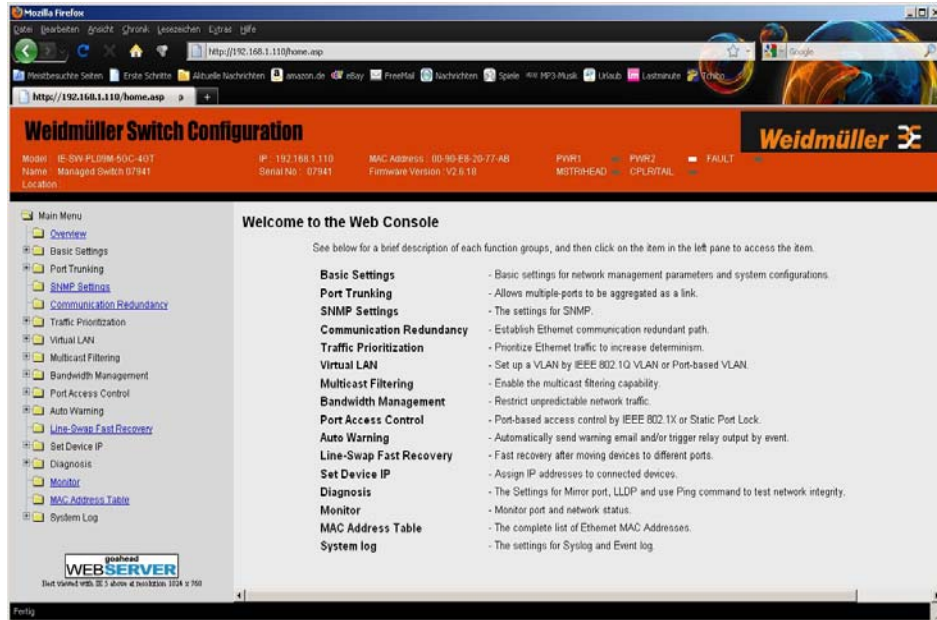 Mozilla Firefox
Datei Bearbeiten Ansicht Chronik Lesezeichen Extras Hilfe
http://192.168.1.110/home.asp
Google
Meistbesuchte Seiten Erste Schritte Aktuelle Nachrichten amazon.de eBay FreeMail Nachrichten Spiele MP3-Musik Urlaub Lastminute Tchibo
http://192.168.1.110/home.asp
Weidmüller Switch Configuration
Weidmüller
Model : IE-SW-PL09M-5GC-4GT IP : 192.168.1.110 MAC Address : 00-90-E8-20-77-AB PWR1 PWR2 FAULT
Name : Managed Switch 07941 Serial No : 07941 Firmware Version : V2.6.18 MSTR/HEAD CPLR/TAIL
Location :
Main Menu
Overview
Basic Settings
Port Trunking
SNMP Settings
Communication Redundancy
Traffic Prioritization
Virtual LAN
Multicast Filtering
Bandwidth Management
Port Access Control
Auto Warning
Line-Swap Fast Recovery
Set Device IP
Diagnosis
Monitor
MAC Address Table
System Log
goahead
WEBSERVER
Best viewed with IE 5 above at resolution 1024 x 760
Welcome to the Web Console
See below for a brief description of each function groups, and then click on the item in the left pane to access the item.
Basic Settings - Basic settings for network management parameters and system configurations.
Port Trunking - Allows multiple-ports to be aggregated as a link.
SNMP Settings - The settings for SNMP.
Communication Redundancy - Establish Ethernet communication redundant path.
Traffic Prioritization - Prioritize Ethernet traffic to increase determinism.
Virtual LAN - Set up a VLAN by IEEE 802.1Q VLAN or Port-based VLAN.
Multicast Filtering - Enable the multicast filtering capability.
Bandwidth Management - Restrict unpredictable network traffic.
Port Access Control - Port-based access control by IEEE 802.1X or Static Port Lock.
Auto Warning - Automatically send warning email and/or trigger relay output by event.
Line-Swap Fast Recovery - Fast recovery after moving devices to different ports.
Set Device IP - Assign IP addresses to connected devices.
Diagnosis - The Settings for Mirror port, LLDP and use Ping command to test network integrity.
Monitor - Monitor port and network status.
MAC Address Table - The complete list of Ethernet MAC Addresses.
System log - The settings for Syslog and Event log.
Fertig